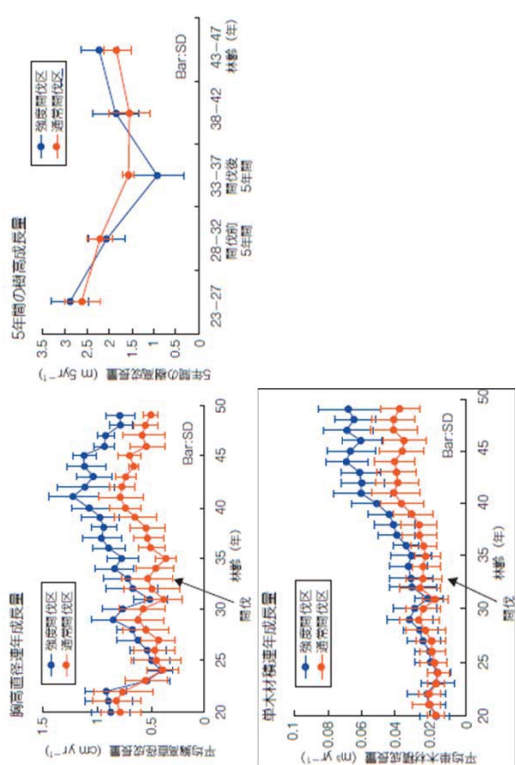 胸高直径連年成長量
強度間伐区
通常間伐区
平均胸高直径成長量
(cm yr⁻¹)
1.5
1
0.5
0
Bar:SD
20 25 30 35 40 45 50
林齢 (年)
間伐
5年間の樹高成長量
強度間伐区
通常間伐区
5年間の樹高成長量
(m 5yr⁻¹)
3.5
3
2.5
2
1.5
1
0.5
0
Bar:SD
23−27 28−32 33−37 38−42 43−47
間伐前 間伐後 林齢 (年)
5年間 5年間
単木材積連年成長量
強度間伐区
通常間伐区
平均単木材積成長量
(m³ yr⁻¹)
0.1
0.08
0.06
0.04
0.02
0
Bar:SD
20 25 30 35 40 45 50
林齢 (年)
間伐